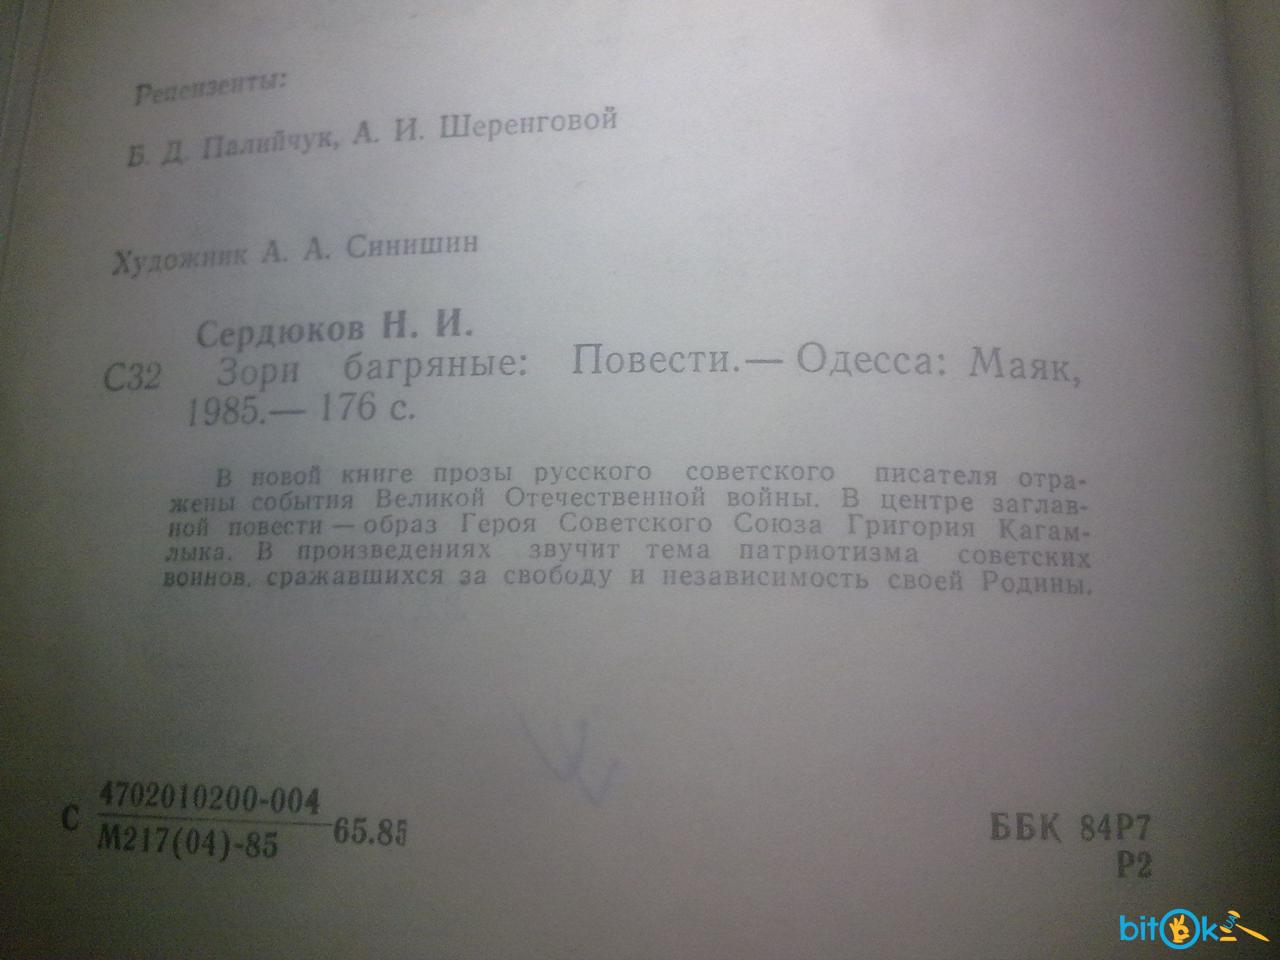 Рецензенты:
Б. Д. Палийчук, А. И. Шеренговой
Художник А. А. Синишин
Сердюков Н. И.
С32 Зори багряные: Повести.— Одесса: Маяк,
1985.— 176 с.
В новой книге прозы русского советского писателя отра-
жены события Великой Отечественной войны. В центре заглав-
ной повести — образ Героя Советского Союза Григория Кагам-
лыка. В произведениях звучит тема патриотизма советских
воинов, сражавшихся за свободу и независимость своей Родины.
С 4702010200-004
М217(04)-85 65.85
ББК 84Р7
Р2
bitOk UA